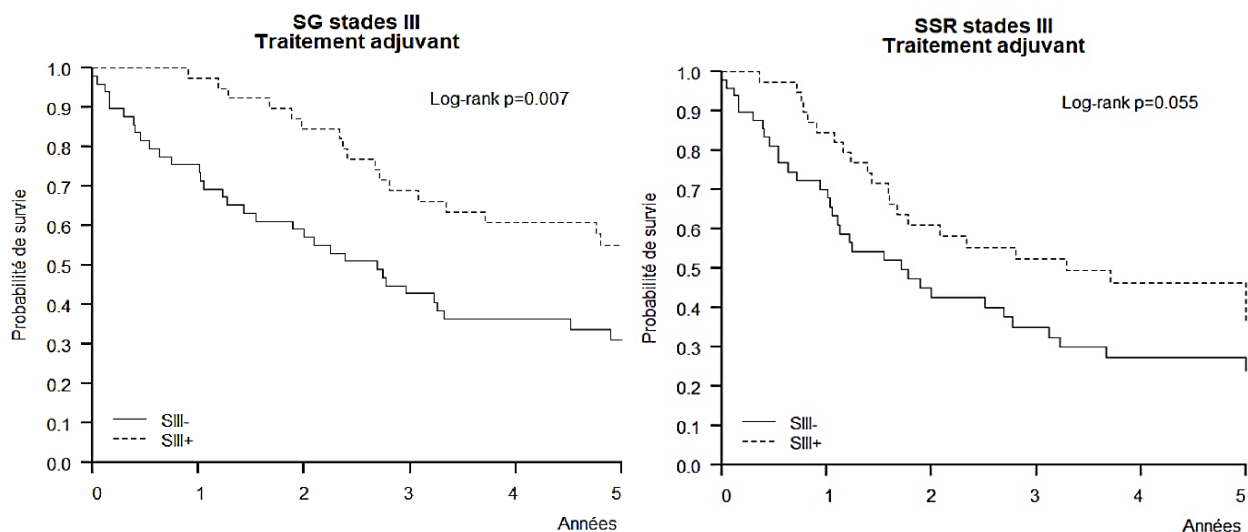 SG stades III
Traitement adjuvant
Log-rank p=0.007
Probabilité de survie
1.0
0.9
0.8
0.7
0.6
0.5
0.4
0.3
0.2
0.1
0.0
SIII-
SIII+
0 1 2 3 4 5
Années
SSR stades III
Traitement adjuvant
Log-rank p=0.055
Probabilité de survie
1.0
0.9
0.8
0.7
0.6
0.5
0.4
0.3
0.2
0.1
0.0
SIII-
SIII+
0 1 2 3 4 5
Années